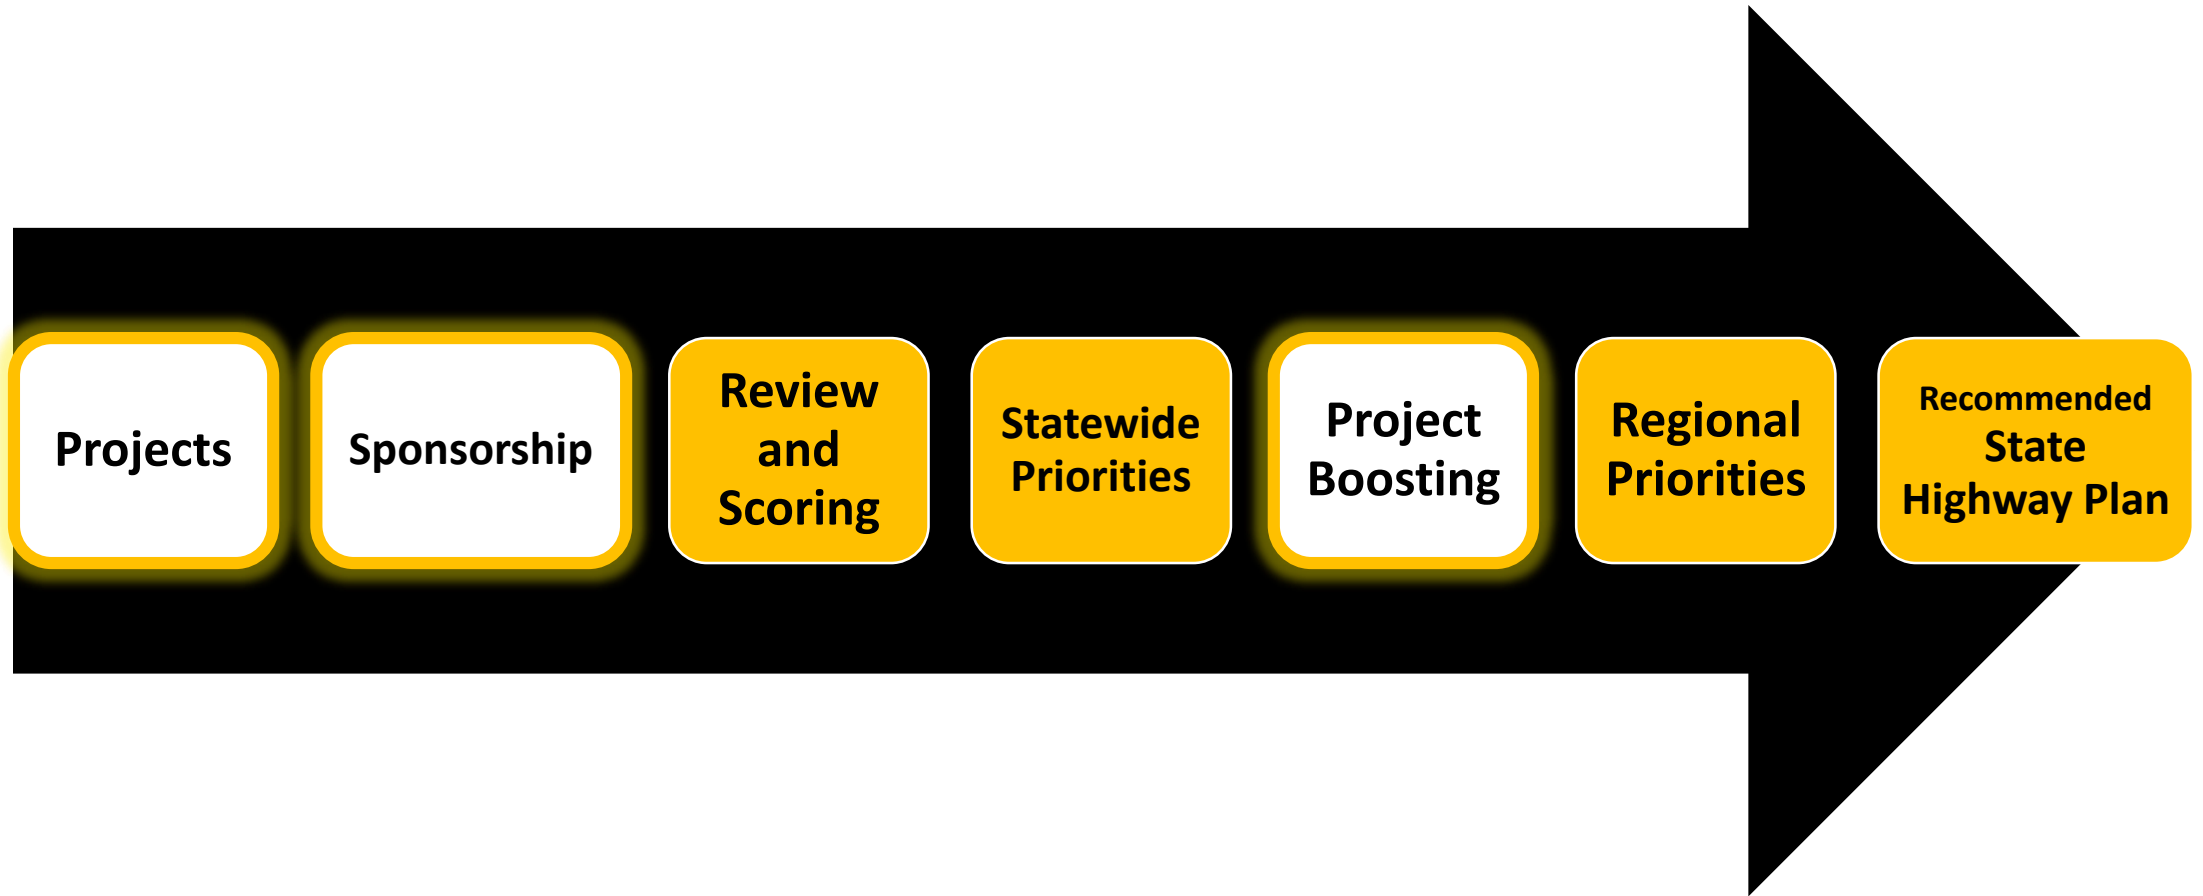 Projects
Sponsorship
Review
and
Scoring
Statewide
Priorities
Project
Boosting
Regional
Priorities
Recommended
State
Highway Plan